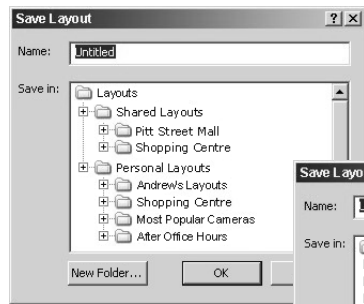 Save Layout
Name: Untitled
Save in:
Layouts
Shared Layouts
Pitt Street Mall
Shopping Centre
Personal Layouts
Andrew's Layouts
Shopping Centre
Most Popular Cameras
After Office Hours
New Folder... OK
Save Layo
Name:
Save in: